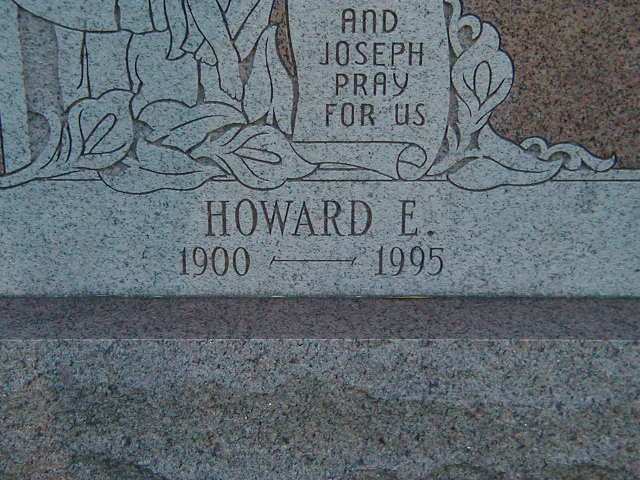 AND
JOSEPH
PRAY
FOR US
HOWARD E.
1900 — 1995